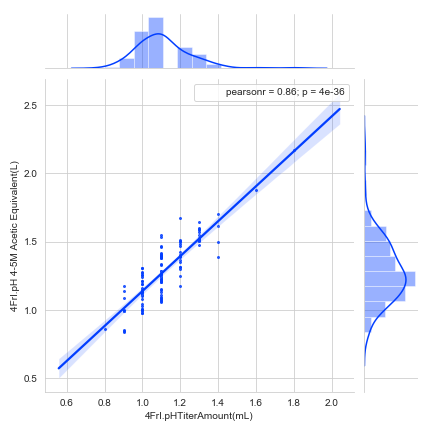 pearsonr = 0.86; p = 4e-36
2.5
2.0
1.5
1.0
0.5
4FrI.pH 4-5M Acetic Equivalent(L)
0.6 0.8 1.0 1.2 1.4 1.6 1.8 2.0
4FrI.pHTiterAmount(mL)